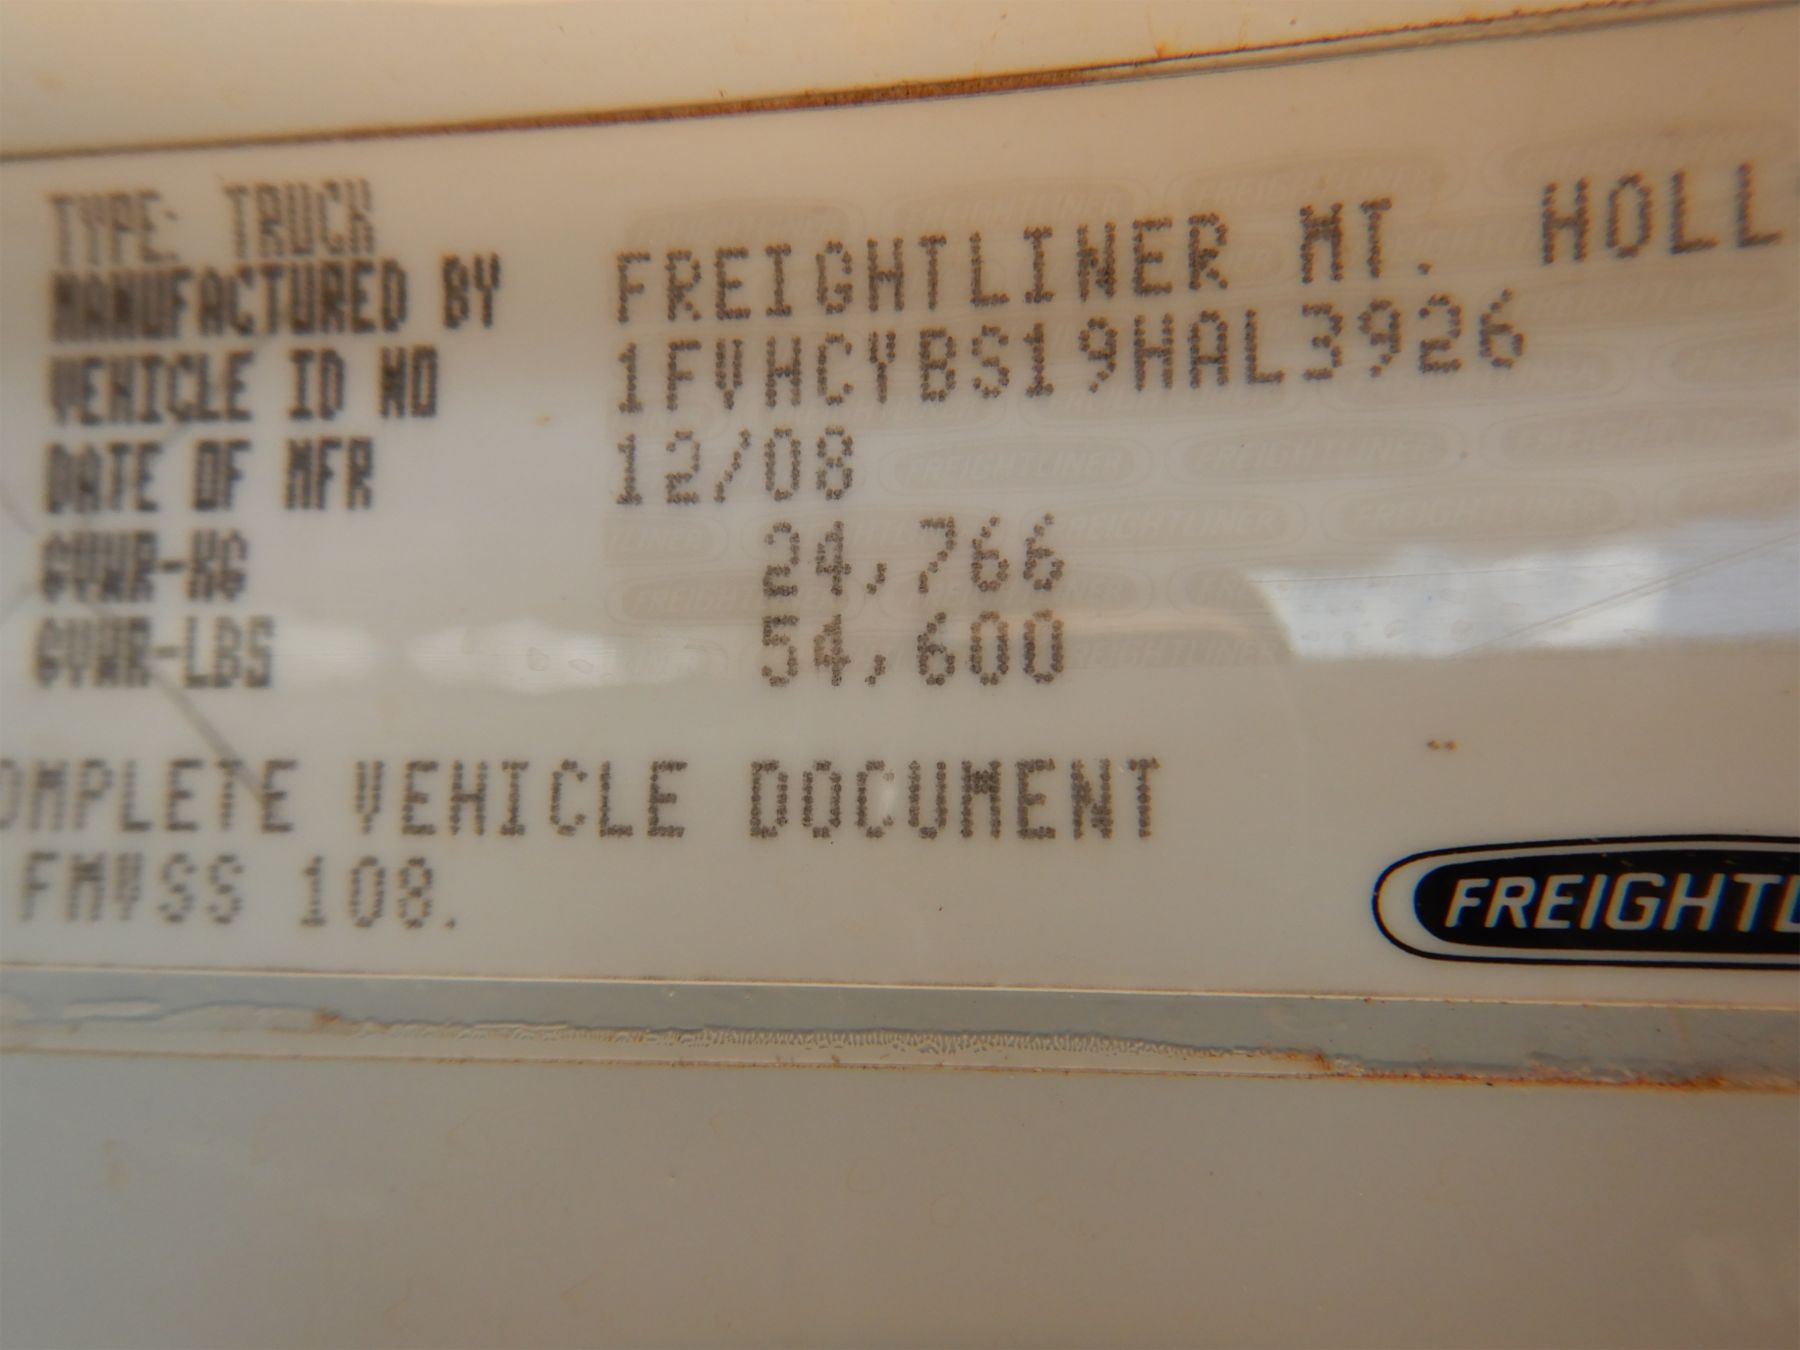 TYPE: TRUCK
MANUFACTURED BY FREIGHTLINER MT. HOLL
VEHICLE ID NO 1FVHCYBS19HAL3926
DATE OF MFR 12/08
GVWR-KG 24,766
GVWR-LBS 54,600
OMPLETE VEHICLE DOCUMENT
FMVSS 108.
FREIGHTL